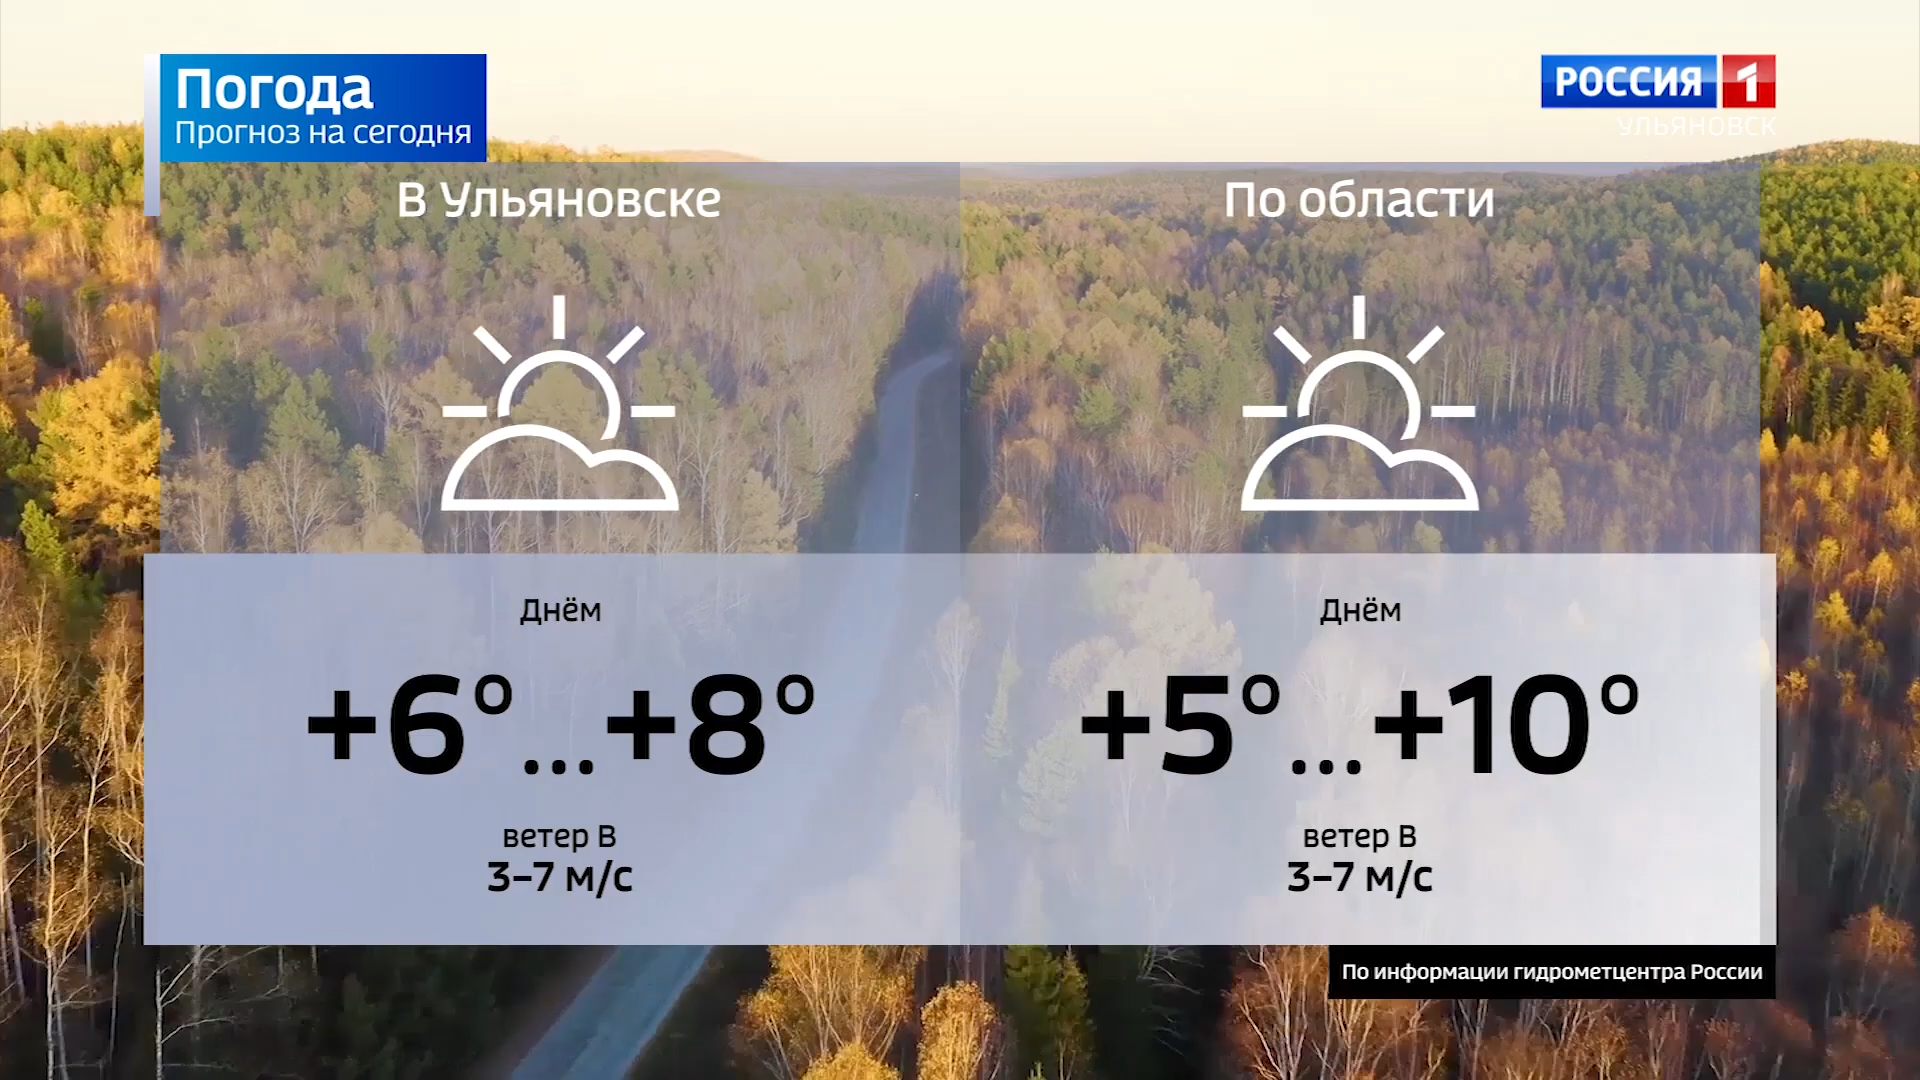 Погода
Прогноз на сегодня
РОССИЯ 1
УЛЬЯНОВСК
В Ульяновске
По области
Днём
+6°...+8°
ветер В
3–7 м/с
Днём
+5°...+10°
ветер В
3–7 м/с
По информации гидрометцентра России